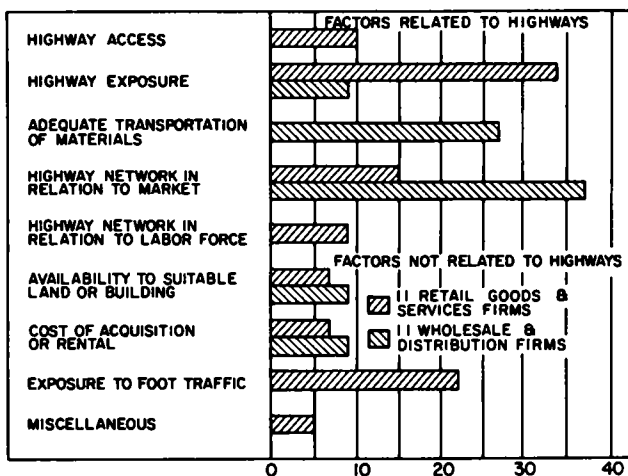 FACTORS RELATED TO HIGHWAYS
HIGHWAY ACCESS
HIGHWAY EXPOSURE
ADEQUATE TRANSPORTATION
OF MATERIALS
HIGHWAY NETWORK IN
RELATION TO MARKET
HIGHWAY NETWORK IN
RELATION TO LABOR FORCE
FACTORS NOT RELATED TO HIGHWAYS
AVAILABILITY TO SUITABLE
LAND OR BUILDING
COST OF ACQUISITION
OR RENTAL
EXPOSURE TO FOOT TRAFFIC
MISCELLANEOUS
11 RETAIL GOODS &
SERVICES FIRMS
11 WHOLESALE &
DISTRIBUTION FIRMS
0 10 20 30 40